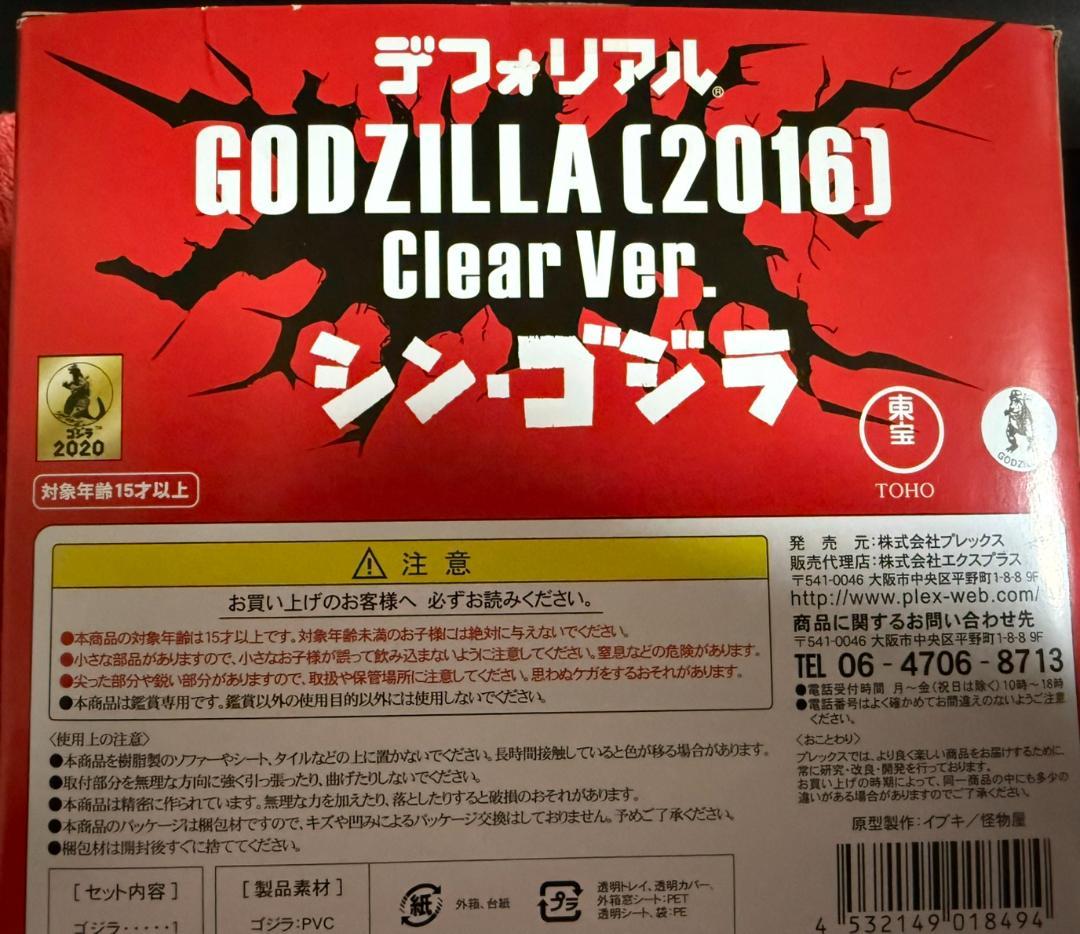 デフォリアル®
GODZILLA(2016)
Clear Ver.
シン・ゴジラ
ゴジラ
2020
東宝
TOHO
対象年齢15才以上
⚠注意
お買い上げのお客様へ 必ずお読みください。
●本商品の対象年齢は15才以上です。対象年齢未満のお子様には絶対に与えないでください。
●小さな部品がありますので、小さなお子様が誤って飲み込まないように注意してください。窒息などの危険があります。
●尖った部分や鋭い部分がありますので、取扱や保管場所に注意してください。思わぬケガをするおそれがあります。
●本商品は鑑賞専用です。鑑賞以外の使用目的以外には使用しないでください。
〈使用上の注意〉
●本商品を樹脂製のソファーやシート、タイルなどの上に置かないでください。長時間接触していると色が移る場合があります。
●取付部分を無理な方向に強く引っ張ったり、曲げたりしないでください。
●本商品は精密に作られています。無理な力を加えたり、落としたりすると破損のおそれがあります。
●本商品のパッケージは梱包材ですので、キズや凹みによるパッケージ交換はしておりません。予めご了承ください。
●梱包材は開封後すぐに捨ててください。
[セット内容]
ゴジラ・・・・・1
[製品素材]
ゴジラ:PVC
紙
外箱、台紙
プラ
透明トレイ、透明カバー、
外箱窓シート:PET
透明シート、袋:PE
発売元:株式会社プレックス
販売代理店:株式会社エクスプラス
〒541-0046 大阪市中央区平野町1-8-8 9F
http://www.plex-web.com/
商品に関するお問い合わせ先
〒541-0046 大阪市中央区平野町1-8-8 9F
TEL 06-4706-8713
●電話受付時間 月〜金(祝日は除く)10時〜18時
●電話番号はよく確かめてお間違えのないようご注意
ください。
〈おことわり〉
プレックスでは、より良く楽しい商品をお届けするために、
常に研究・改良・開発を行っております。
お買い上げの時期によって、同一商品の中にも多少の
違いがある場合がありますのでご了承ください。
原型製作:イブキ/怪物屋
4 532149 018494